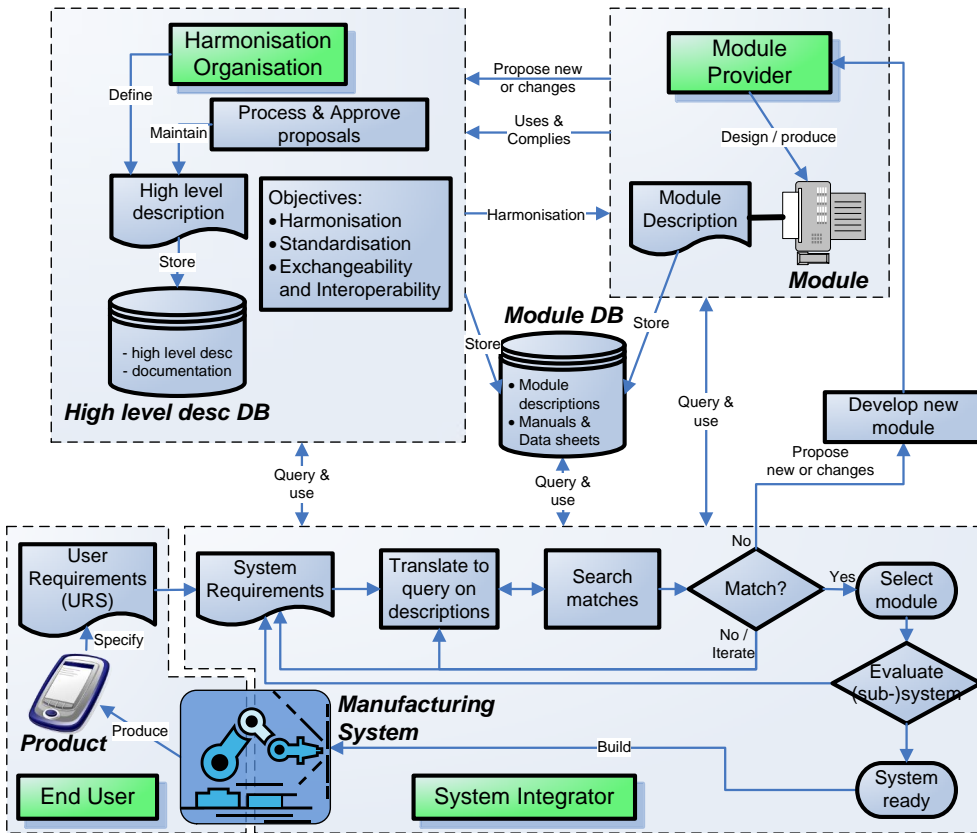 Harmonisation
Organisation
Define
Process & Approve
proposals
Maintain
High level
description
Objectives:
• Harmonisation
• Standardisation
• Exchangeability
and Interoperability
Store
- high level desc
- documentation
High level desc DB
Propose new
or changes
Uses &
Complies
Harmonisation
Module
Provider
Design / produce
Module
Description
Module
Store
Store
Module DB
• Module
descriptions
• Manuals &
Data sheets
Query &
use
Query &
use
Query &
use
Develop new
module
Propose
new or changes
User
Requirements
(URS)
System
Requirements
Translate to
query on
descriptions
Search
matches
No
Match?
Yes
Select
module
No /
Iterate
Evaluate
(sub-)system
Specify
Product
Produce
Manufacturing
System
Build
System
ready
End User
System Integrator